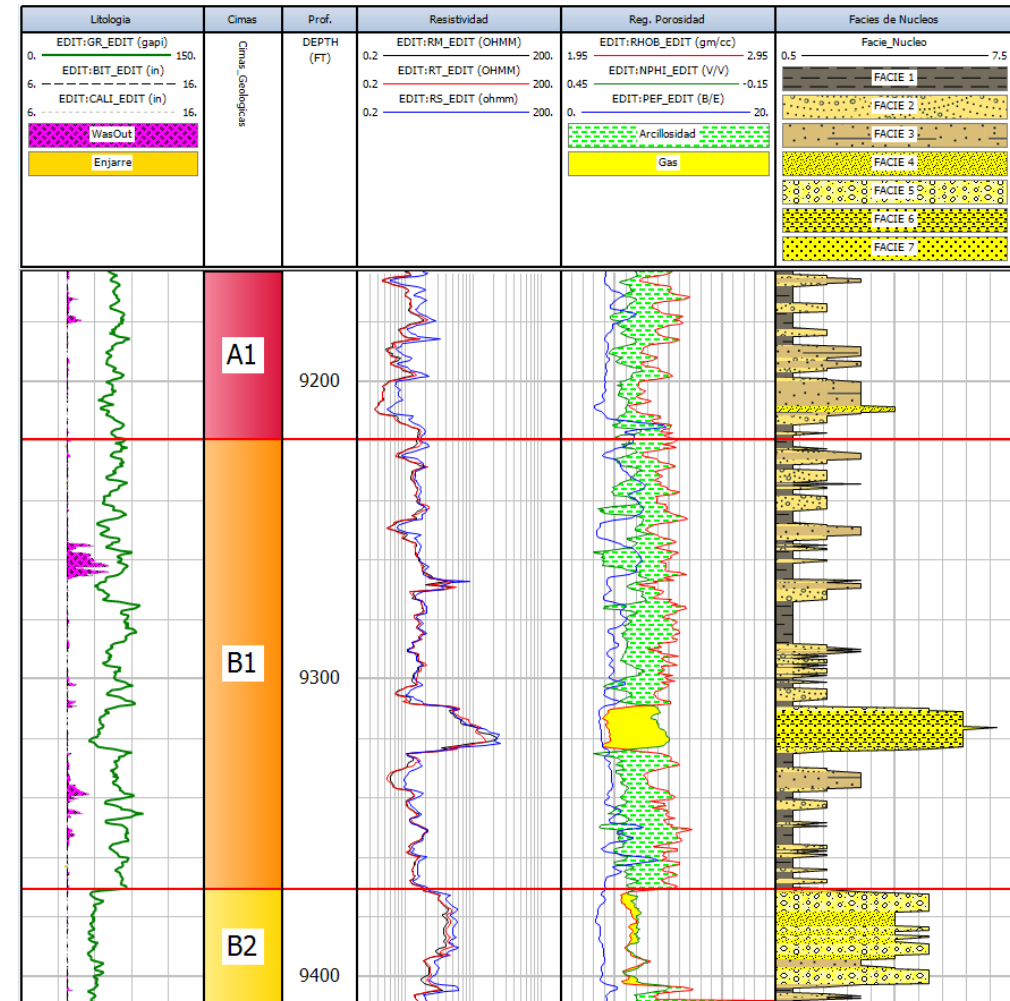 Litologia
Cimas
Prof.
Resistividad
Reg. Porosidad
Facies de Nucleos
EDIT:GR_EDIT (gapi)
0. 150.
EDIT:BIT_EDIT (in)
6. 16.
EDIT:CALI_EDIT (in)
6. 16.
WasOut
Enjarre
Cimas_Geologicas
DEPTH
(FT)
EDIT:RM_EDIT (OHMM)
0.2 200.
EDIT:RT_EDIT (OHMM)
0.2 200.
EDIT:RS_EDIT (ohmm)
0.2 200.
EDIT:RHOB_EDIT (gm/cc)
1.95 2.95
EDIT:NPHI_EDIT (V/V)
0.45 -0.15
EDIT:PEF_EDIT (B/E)
0. 20.
Arcillosidad
Gas
Facie_Nucleo
0.5 7.5
FACIE 1
FACIE 2
FACIE 3
FACIE 4
FACIE 5
FACIE 6
FACIE 7
A1
9200
B1
9300
B2
9400